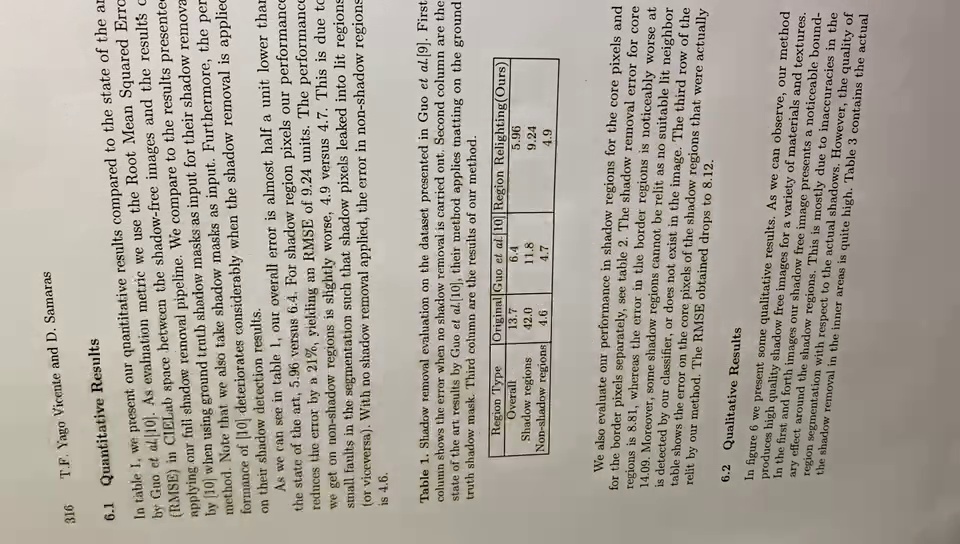 316 T.F. Yago Vicente and D. Samaras
6.1 Quantitative Results
In table 1, we present our quantitative results compared to the state of the
by Guo et al.[10]. As evaluation metric we use the Root Mean Squared
(RMSE) in CIELab space between the shadow-free images and the results
applying our full shadow removal pipeline. We compare to the results presented
by [10] when using ground truth shadow masks as input for their shadow
method. Note that we also take shadow masks as input. Furthermore, the
formance of [10] deteriorates considerably when the shadow removal is applied
on their shadow detection results.
As we can see in table 1, our overall error is almost half a unit lower than
the state of the art, 5.96 versus 6.4. For shadow region pixels our performance
reduces the error by a 21%, yielding an RMSE of 9.24 units. The performance
we get on non-shadow regions is slightly worse, 4.9 versus 4.7. This is due to
small faults in the segmentation such that shadow pixels leaked into lit regions
(or viceversa). With no shadow removal applied, the error in non-shadow regions
is 4.6.
Table 1. Shadow removal evaluation on the dataset presented in Guo et al.[9]. First
column shows the error when no shadow removal is caried out. Second column are the
state of the art results by Guo et al.[10], their method applies matting on the ground
truth shadow mask. Third column are the results of our method.
Region Type Original Guo et al. [10] Region Relighting(Ours)
Overall 13.7 6.4 5.96
Shadow regions 42.0 11.8 9.24
Non-shadow regions 4.6 4.7 4.9
We also evaluate our performance in shadow regions for the core pixels and
for the border pixels separately, see table 2. The shadow removal error for core
regions is 8.81, whereas the error in the border regions is noticeably worse at
14.09. Moreover, some shadow regions cannot be relit as no suitable lit neighbor
is detected by our classifier, or does not exist in the image. The third row of the
table shows the error on the core pixels of the shadow regions that were actually
relit by our method. The RMSE obtained drops to 8.12.
6.2 Qualitative Results
In figure 6 we present some qualitative results. As we can observe, our method
produces high quality shadow free images for a variety of materials and textures.
In the first and forth images our shadow free image presents a noticeable bound-
ary effect around the shadow regions. This is mostly due to inaccuracies in the
region segmentation with respect to the actual shadows. However, the quality of
the shadow removal in the inner areas is quite high. Table 3 contains the actual